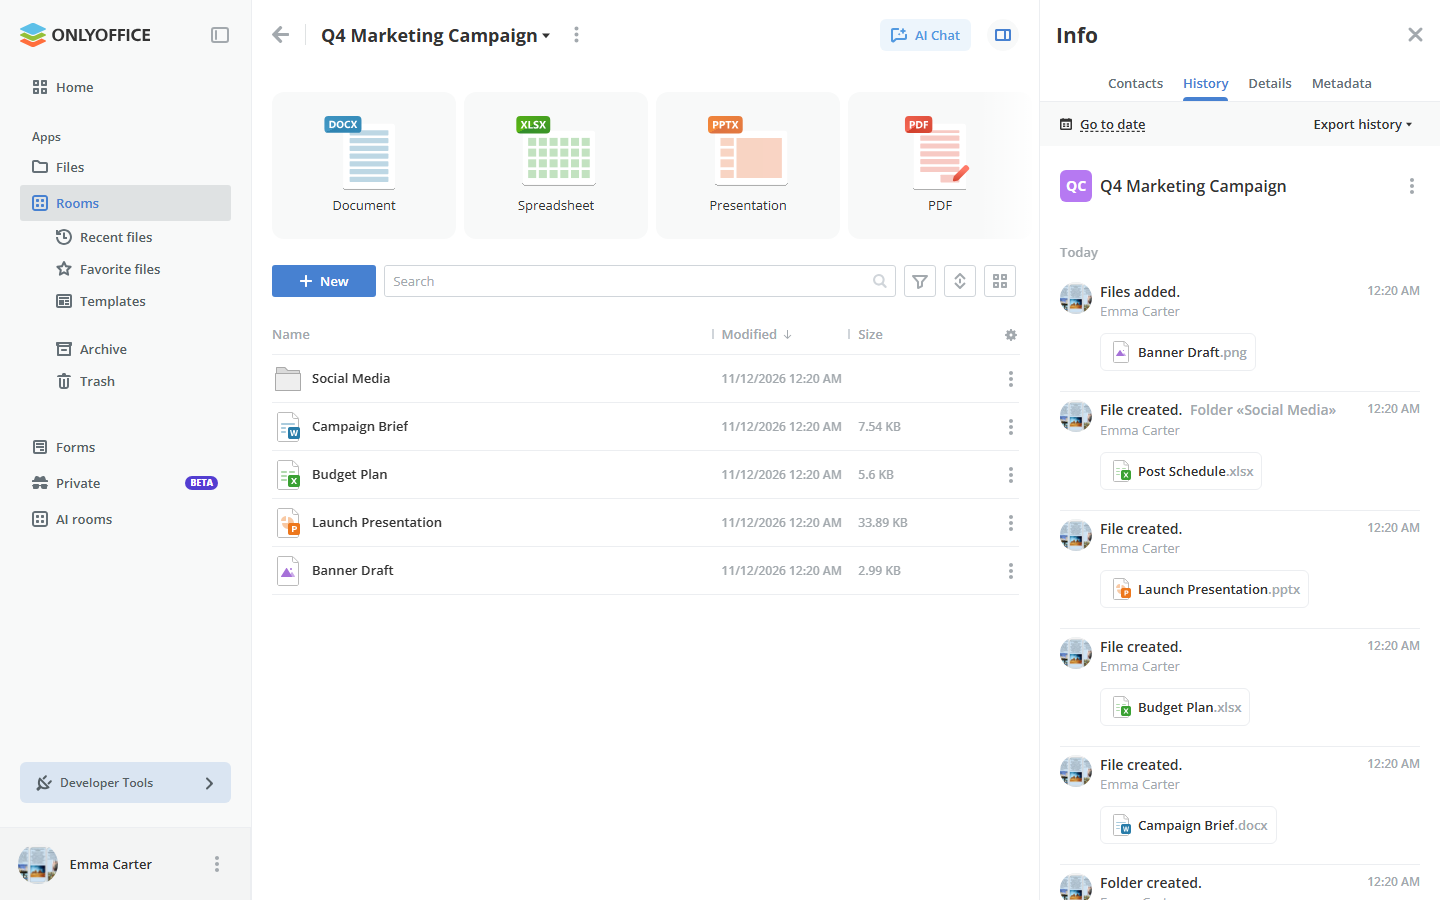 ONLYOFFICE
Home
Apps
Files
Rooms
Recent files
Favorite files
Templates
Archive
Trash
Forms
Private
BETA
AI rooms
Developer Tools
Emma Carter
Q4 Marketing Campaign
AI Chat
DOCX
Document
XLSX
Spreadsheet
PPTX
Presentation
PDF
PDF
New
Search
Name Modified Size
Social Media 11/12/2026 12:20 AM
Campaign Brief 11/12/2026 12:20 AM 7.54 KB
Budget Plan 11/12/2026 12:20 AM 5.6 KB
Launch Presentation 11/12/2026 12:20 AM 33.89 KB
Banner Draft 11/12/2026 12:20 AM 2.99 KB
Info
Contacts History Details Metadata
Go to date Export history
QC Q4 Marketing Campaign
Today
Files added. 12:20 AM
Emma Carter
Banner Draft.png
File created. Folder «Social Media» 12:20 AM
Emma Carter
Post Schedule.xlsx
File created. 12:20 AM
Emma Carter
Launch Presentation.pptx
File created. 12:20 AM
Emma Carter
Budget Plan.xlsx
File created. 12:20 AM
Emma Carter
Campaign Brief.docx
Folder created. 12:20 AM